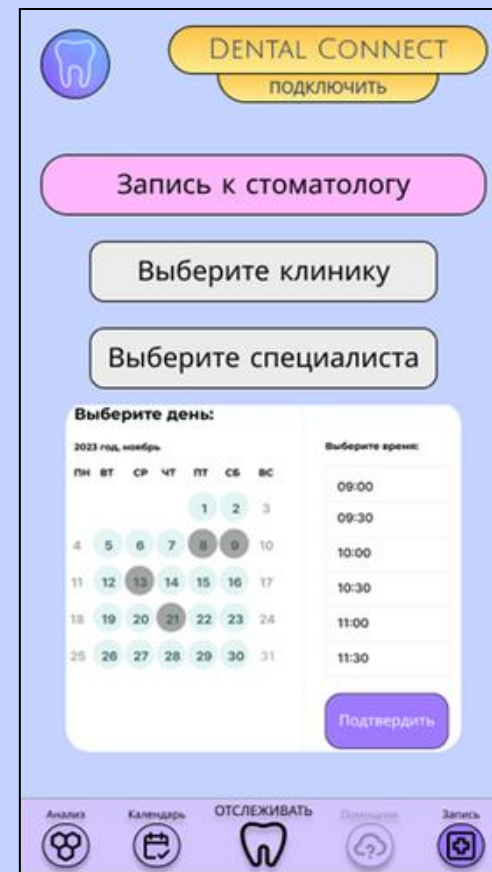 DENTAL CONNECT
ПОДКЛЮЧИТЬ
Запись к стоматологу
Выберите клинику
Выберите специалиста
Выберите день:
2023 год, ноябрь
ПН ВТ СР ЧТ ПТ СБ ВС
1 2 3
4 5 6 7 8 9 10
11 12 13 14 15 16 17
18 19 20 21 22 23 24
25 26 27 28 29 30 31
Выберите время:
09:00
09:30
10:00
10:30
11:00
11:30
Подтвердить
Анализ Календарь ОТСЛЕЖИВАТЬ Помощник Запись